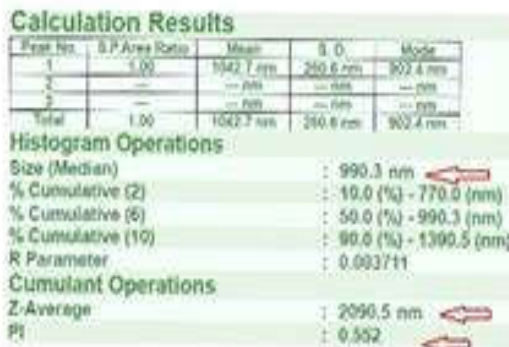 Calculation Results
Peak No. S.P.Area Ratio Mean S. D. Mode
1 1.00 1042.7 nm 260.6 nm 902.4 nm
2 --- --- nm --- nm --- nm
3 --- --- nm --- nm --- nm
Total 1.00 1042.7 nm 260.6 nm 902.4 nm
Histogram Operations
Size (Median) : 990.3 nm
% Cumulative (2) : 10.0 (%) - 770.0 (nm)
% Cumulative (6) : 50.0 (%) - 990.3 (nm)
% Cumulative (10) : 90.0 (%) - 1390.5 (nm)
R Parameter : 0.003711
Cumulant Operations
Z-Average : 2090.5 nm
PI : 0.552